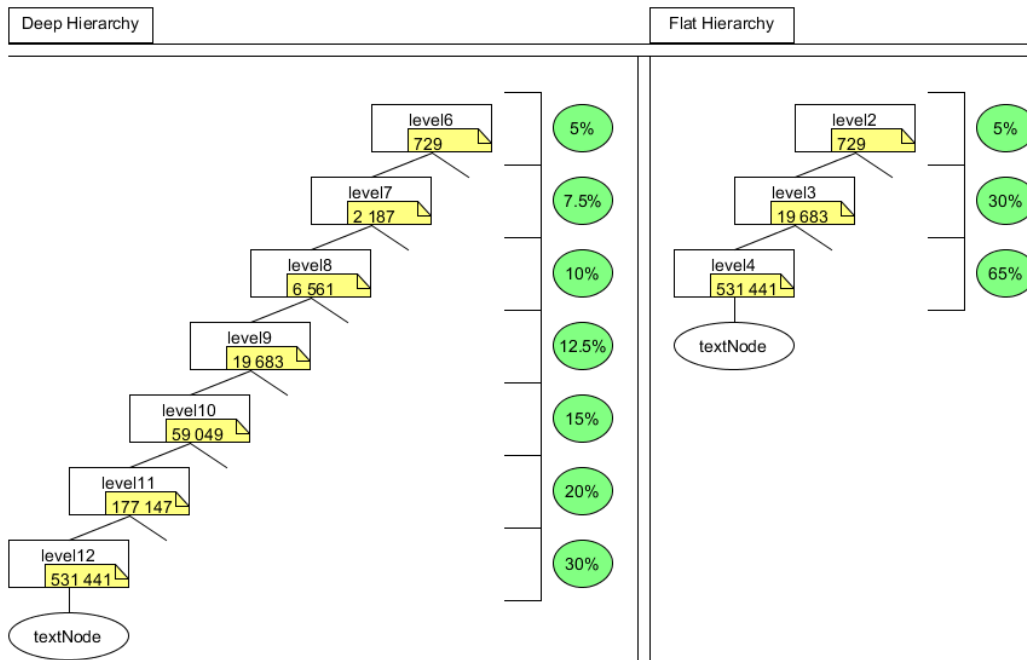 Deep Hierarchy
level6
729
5%
level7
2 187
7.5%
level8
6 561
10%
level9
19 683
12.5%
level10
59 049
15%
level11
177 147
20%
level12
531 441
30%
textNode
Flat Hierarchy
level2
729
5%
level3
19 683
30%
level4
531 441
65%
textNode